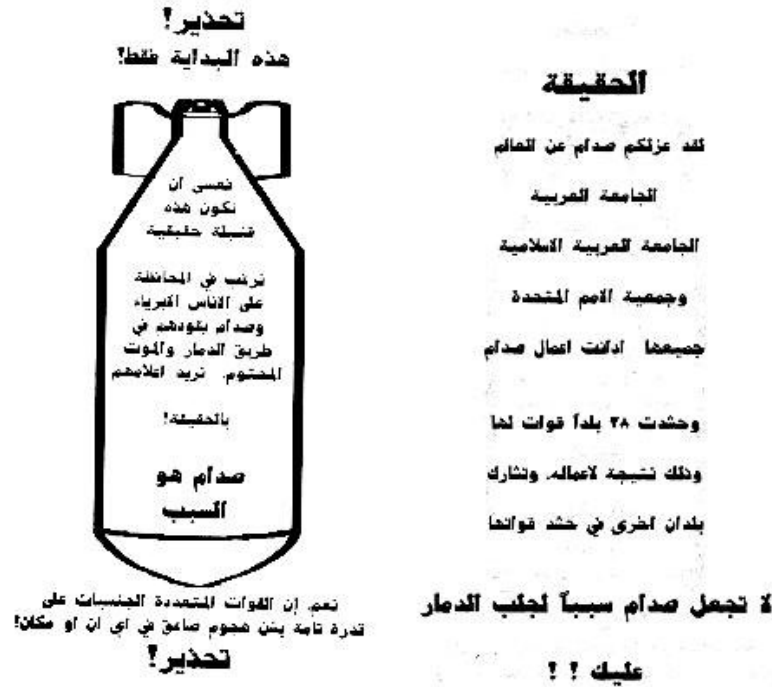 تحذير!
هذه البداية فقط!
فعسى ان
تكون هذه
قنبلة حقيقية
نرغب في المحافظة
على الاناس الابرياء
وصدام يقودهم في
طريق الدمار والموت
المحتوم. نريد اعلامهم
بالحقيقة!
صدام هو
السبب
نعم، إن القوات المتعددة الجنسيات على
قدرة تامة بشن هجوم صاعق في اي ان او مكان!
تحذير!
الحقيقة
لقد عزلكم صدام عن العالم
الجامعة العربية
الجامعة العربية الاسلامية
وجمعية الامم المتحدة
جميعها ادانت اعمال صدام
وحشدت ٢٨ بلداً قوات لها
وذلك نتيجة لاعماله. وتشارك
بلدان اخرى في حشد قواتها
لا تجعل صدام سبباً لجلب الدمار
عليك ! !